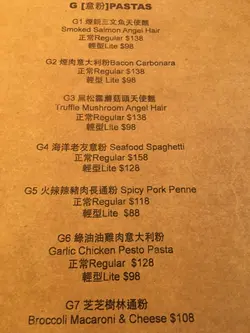 G [意粉]PASTAS
G1 煙鋭三文魚天使麵
Smoked Salmon Angel Hair
正常Regular $138
輕型Lite $98
G2 煙肉意大利粉Bacon Carbonara
正常Regular $138
輕型Lite $98
G3 黑松露蘑菇頭天使麵
Truffle Mushroom Angel Hair
正常Regular $138
輕型Lite $98
G4 海洋老友意粉 Seafood Spaghetti
正常Regular $158
輕型Lite $128
G5 火辣辣豬肉長通粉 Spicy Pork Penne
正常Regular $118
輕型Lite $88
G6 綠油油雞肉意大利粉
Garlic Chicken Pesto Pasta
正常Regular $128
輕型Lite $98
G7 芝芝樹林通粉
Broccoli Macaroni & Cheese $108